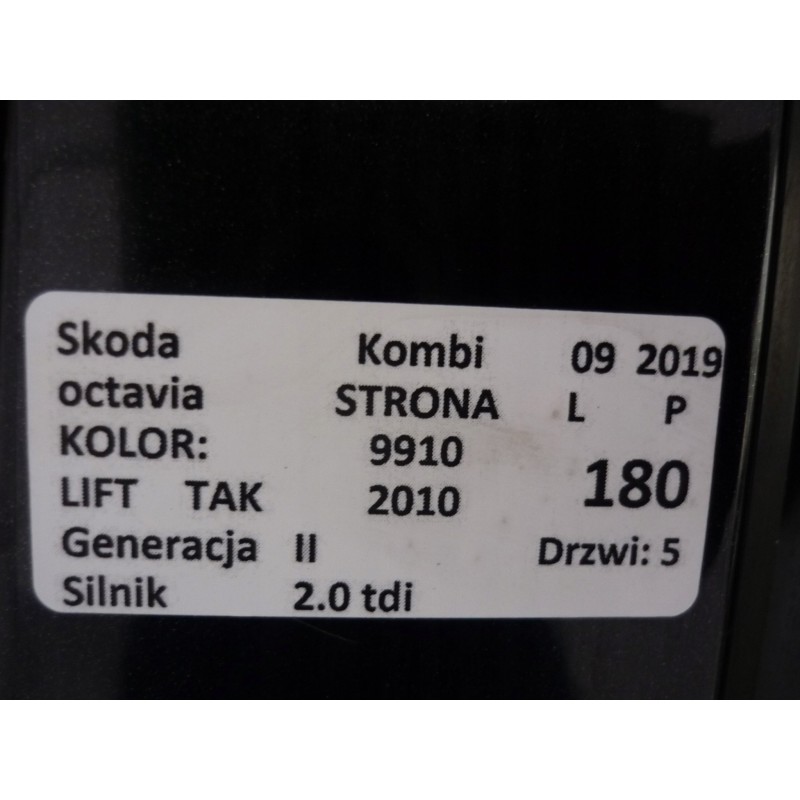 Skoda Kombi 09 2019
octavia STRONA L P
KOLOR: 9910 180
LIFT TAK 2010
Generacja II Drzwi: 5
Silnik 2.0 tdi